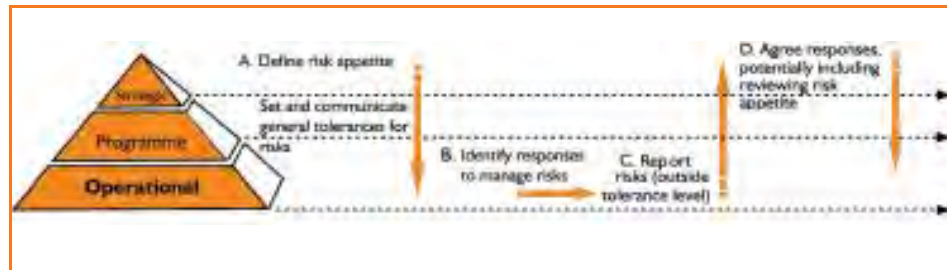 Strategic
Programme
Operational
A. Define risk appetite
Set and communicate
general tolerances for
risks
B. Identify responses
to manage risks
C. Report
risks (outside
tolerance level)
D. Agree responses,
potentially including
reviewing risk
appetite